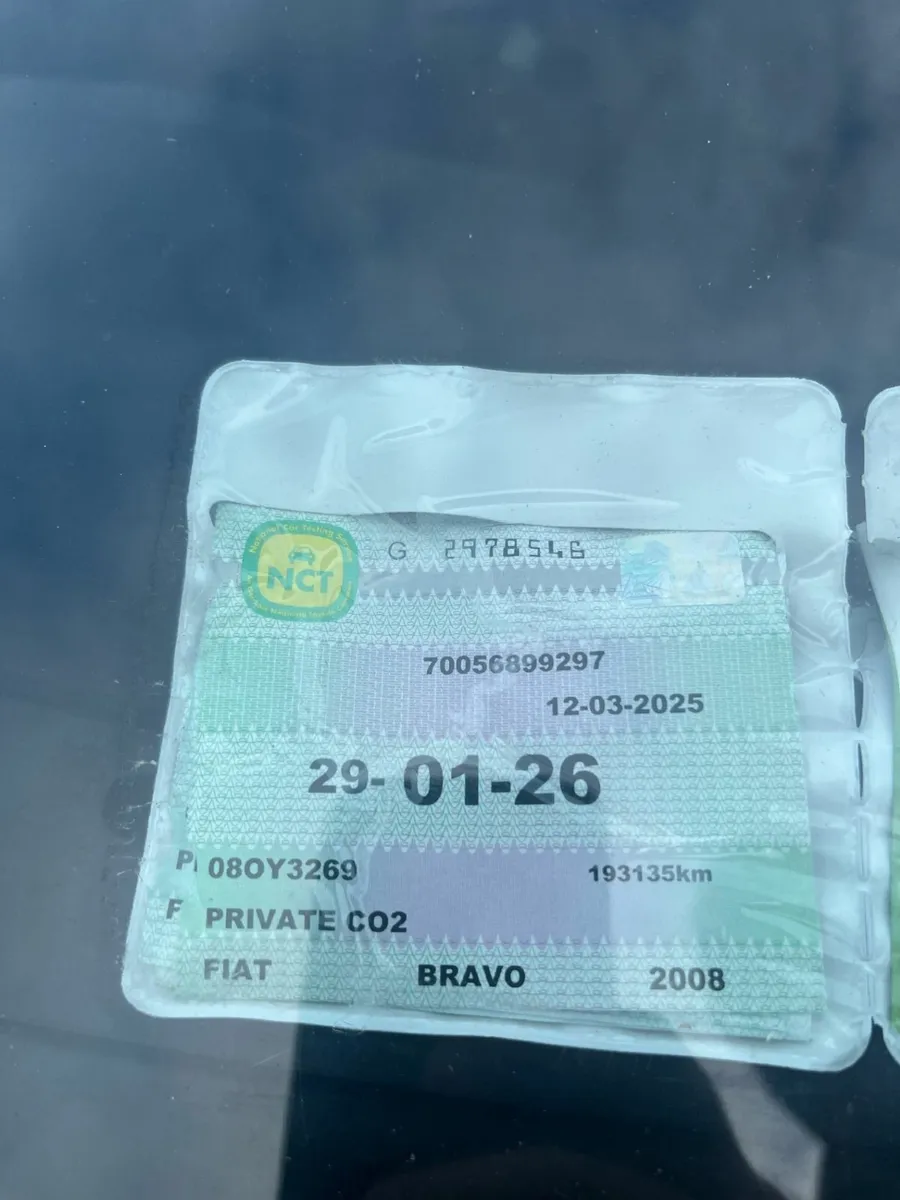 NCT
G 2978546
70056899297
12-03-2025
29-01-26
08OY3269 193135km
PRIVATE CO2
FIAT BRAVO 2008